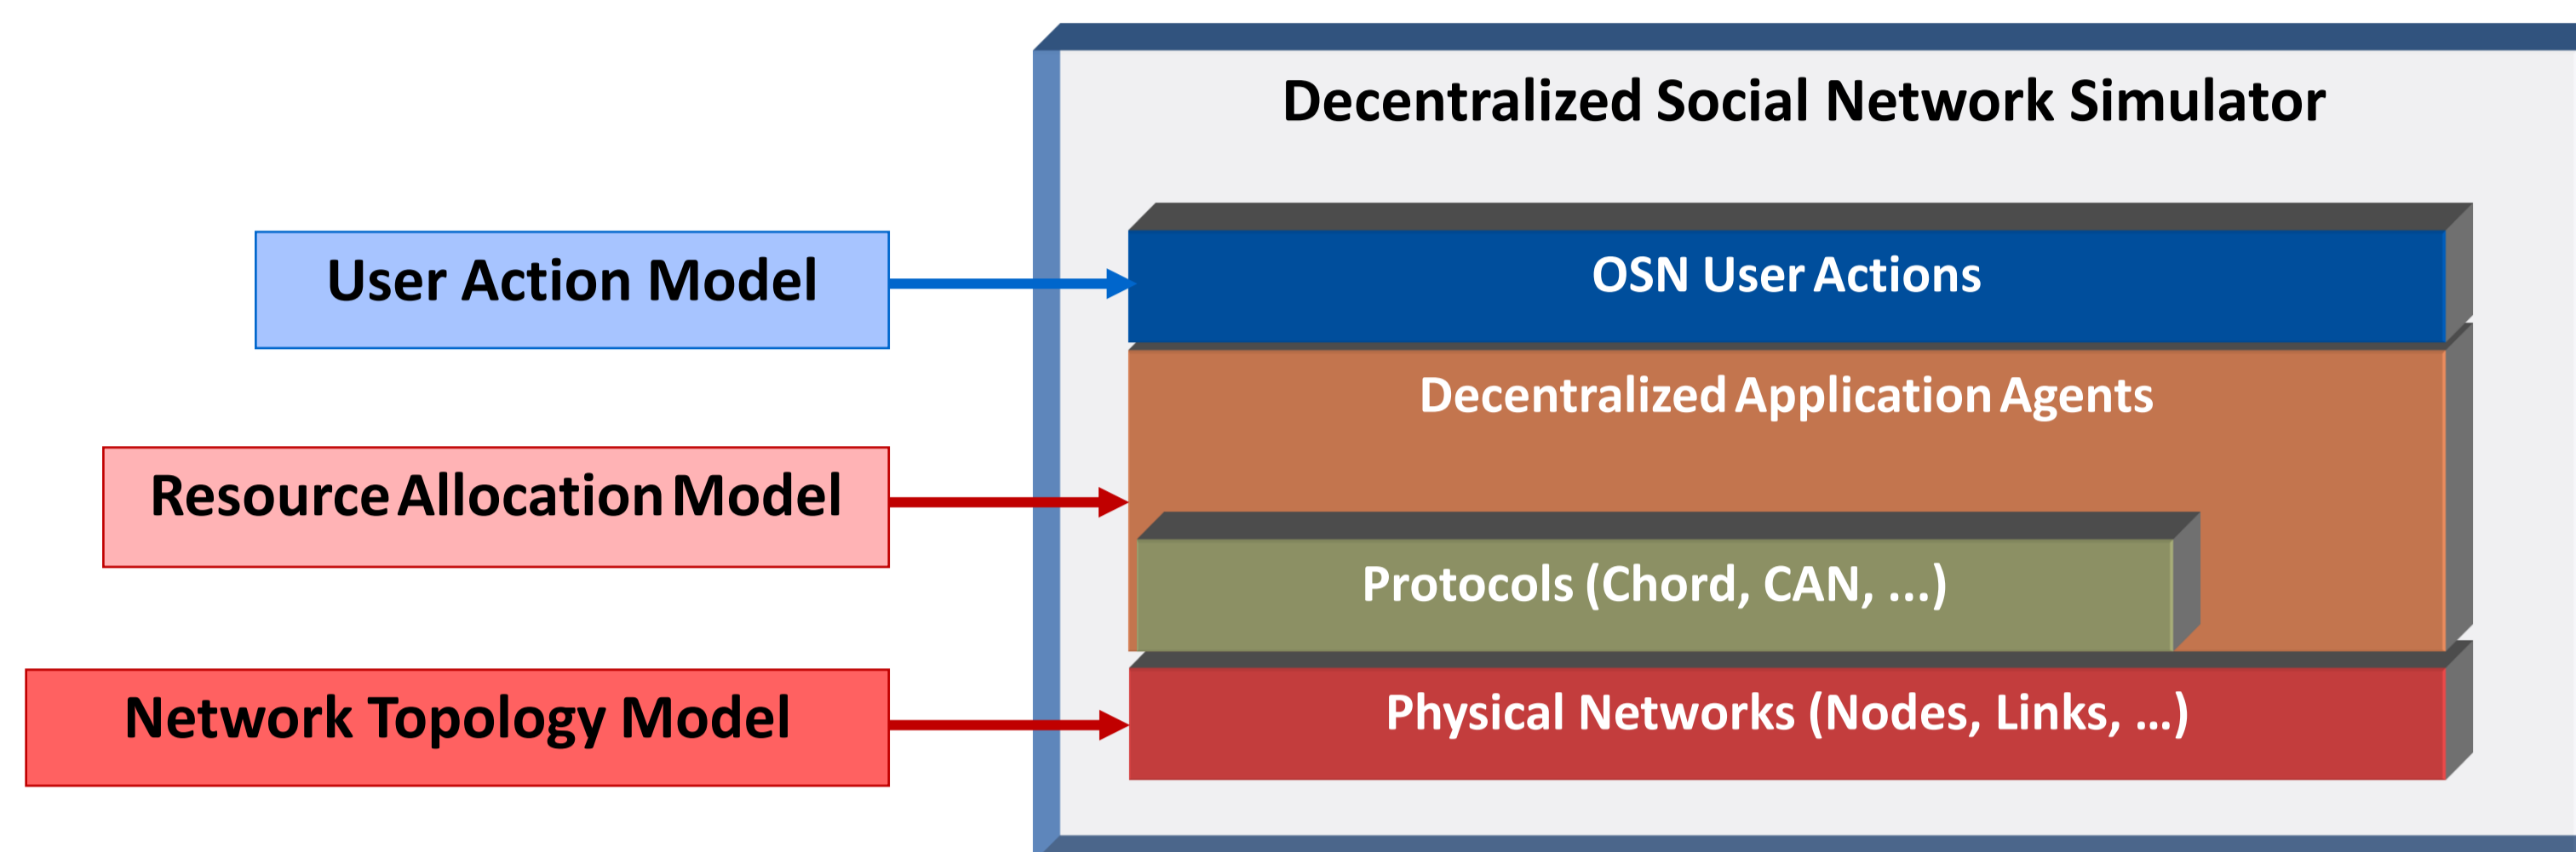 Decentralized Social Network Simulator
User Action Model
OSN User Actions
Decentralized Application Agents
Resource Allocation Model
Protocols (Chord, CAN, ...)
Network Topology Model
Physical Networks (Nodes, Links, ...)